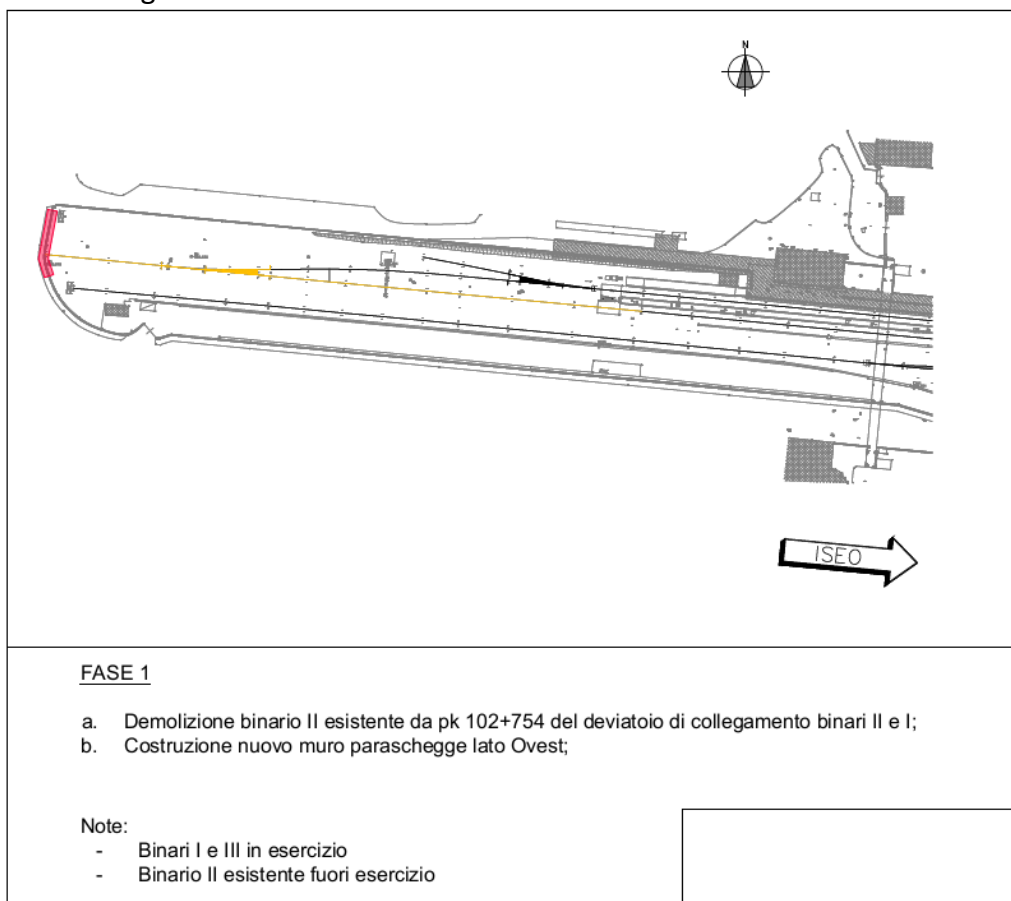 N
ISEO
FASE 1
a. Demolizione binario II esistente da pk 102+754 del deviatoio di collegamento binari II e I;
b. Costruzione nuovo muro paraschegge lato Ovest;
Note:
- Binari I e III in esercizio
- Binario II esistente fuori esercizio